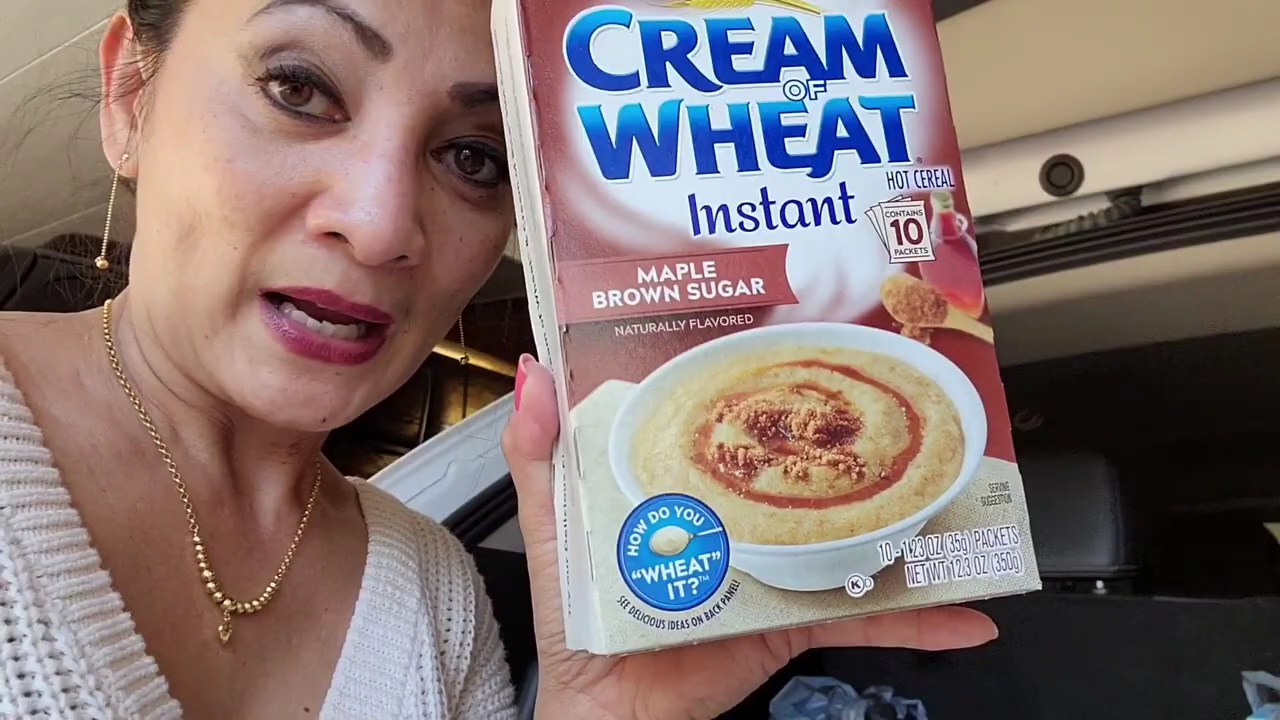 CREAM
OF
WHEAT®
HOT CEREAL
Instant
CONTAINS
10
PACKETS
MAPLE
BROWN SUGAR
NATURALLY FLAVORED
SERVING
SUGGESTION
HOW DO YOU
"WHEAT"
IT?™
SEE DELICIOUS IDEAS ON BACK PANEL!
10 - 1.23 OZ (35g) PACKETS
NET WT 12.3 OZ (350g)
K D